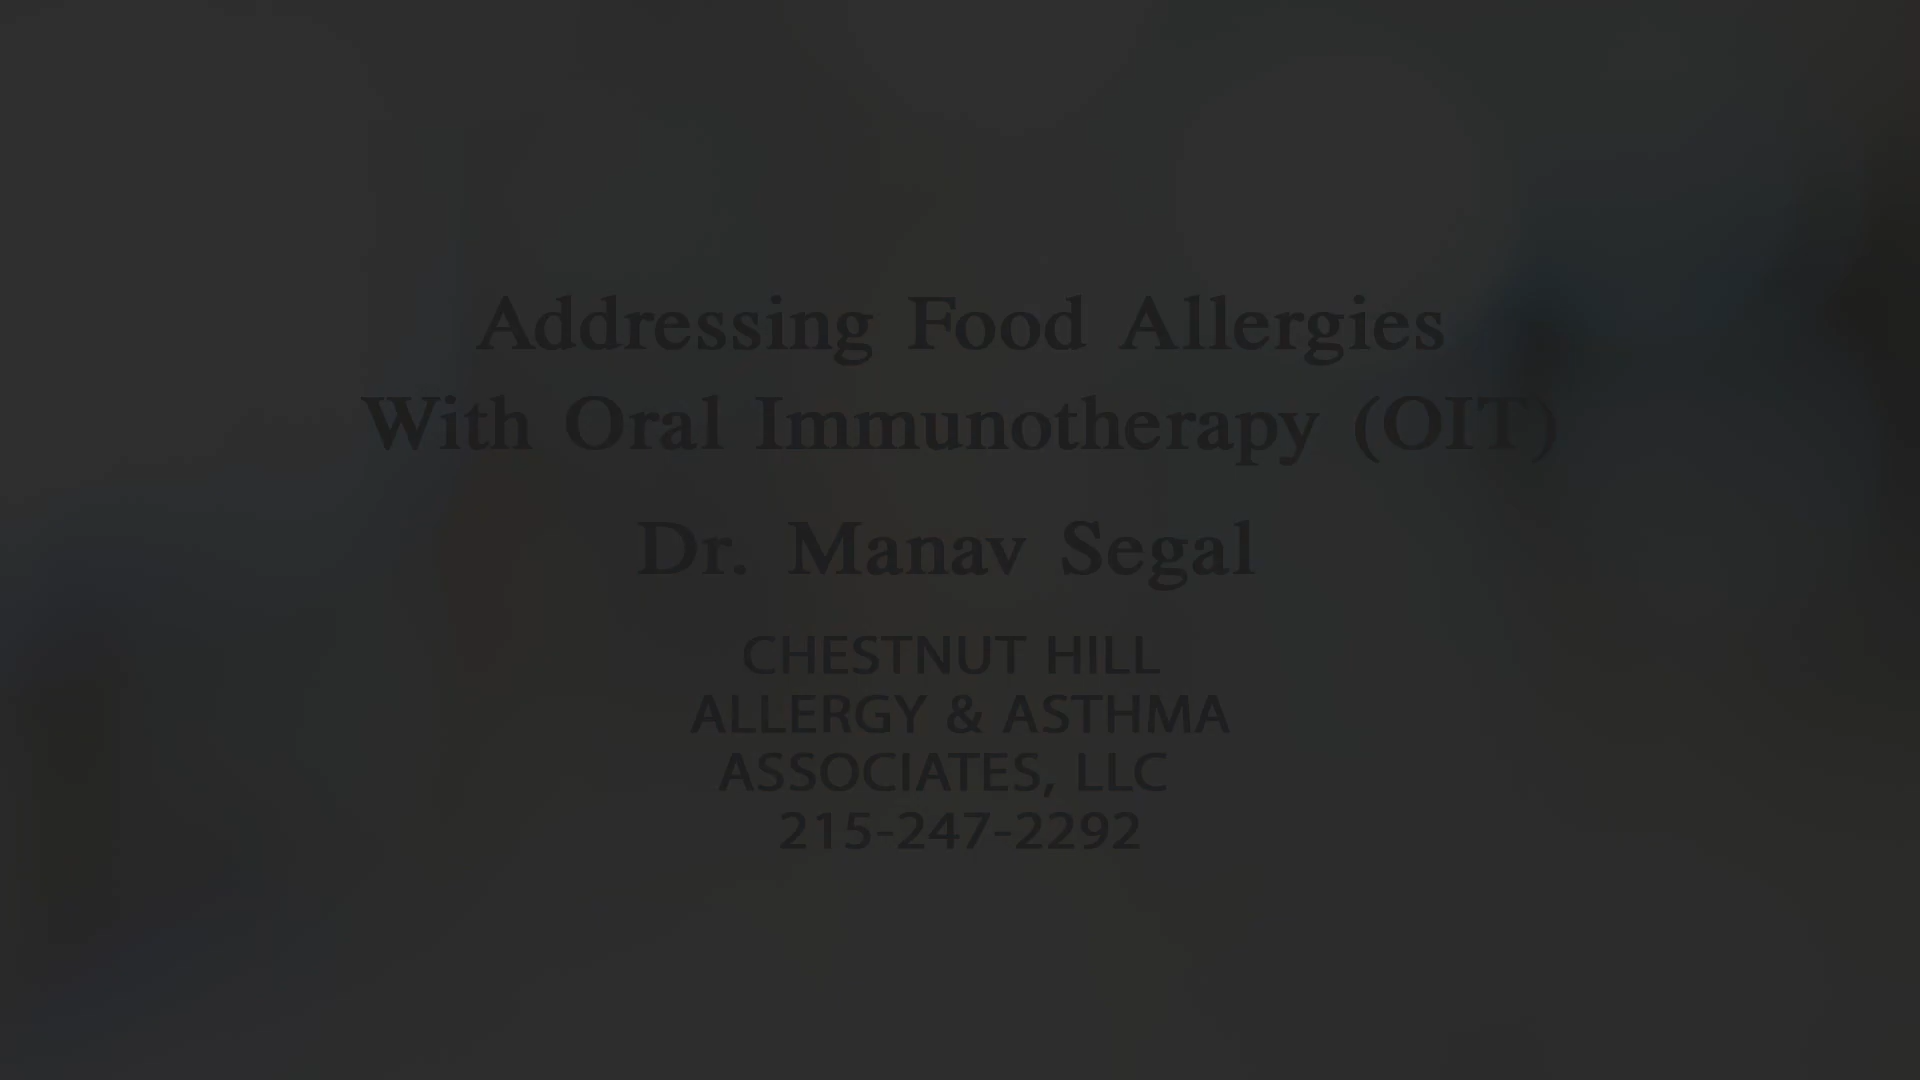 Addressing Food Allergies
With Oral Immunotherapy (OIT)
Dr. Manav Segal
CHESTNUT HILL
ALLERGY & ASTHMA
ASSOCIATES, LLC
215-247-2292